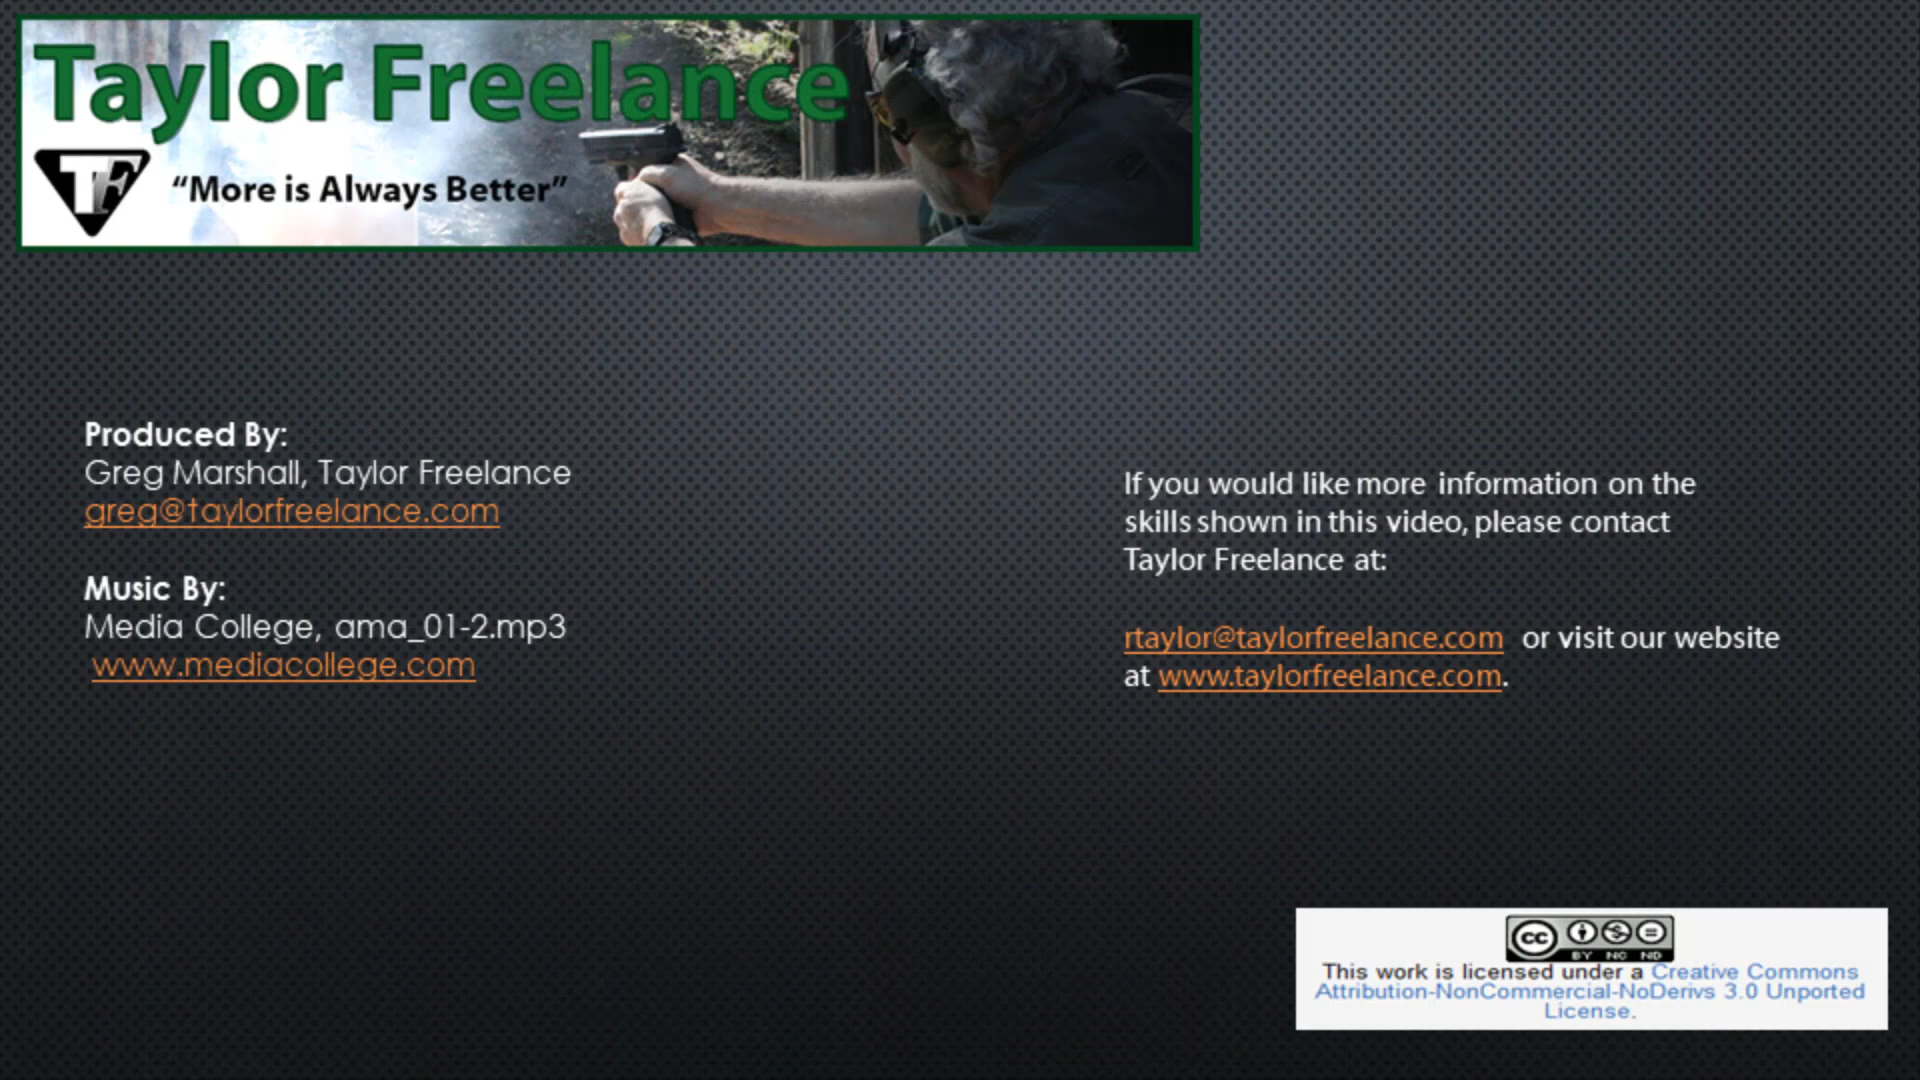 Taylor Freelance
TF
“More is Always Better”
Produced By:
Greg Marshall, Taylor Freelance
greg@taylorfreelance.com
Music By:
Media College, ama_01-2.mp3
www.mediacollege.com
If you would like more information on the
skills shown in this video, please contact
Taylor Freelance at:
rtaylor@taylorfreelance.com or visit our website
at www.taylorfreelance.com.
cc
BY NC ND
This work is licensed under a Creative Commons
Attribution-NonCommercial-NoDerivs 3.0 Unported
License.